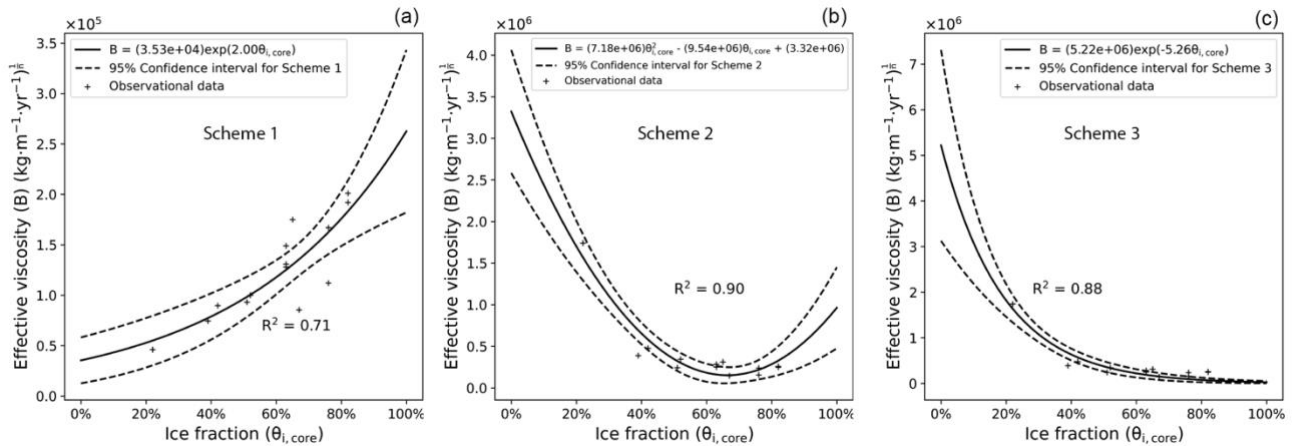 (a)
×10⁵
B = (3.53e+04)exp(2.00θi,core)
95% Confidence interval for Scheme 1
Observational data
Scheme 1
R² = 0.71
Effective viscosity (B) (kg·m⁻¹·yr⁻¹)^1/n
3.5
3.0
2.5
2.0
1.5
1.0
0.5
0.0
0%
20%
40%
60%
80%
100%
Ice fraction (θi,core)
(b)
×10⁶
B = (7.18e+06)θ²i,core - (9.54e+06)θi,core + (3.32e+06)
95% Confidence interval for Scheme 2
Observational data
Scheme 2
R² = 0.90
Effective viscosity (B) (kg·m⁻¹·yr⁻¹)^1/n
4.0
3.5
3.0
2.5
2.0
1.5
1.0
0.5
0.0
0%
20%
40%
60%
80%
100%
Ice fraction (θi,core)
(c)
×10⁶
B = (5.22e+06)exp(-5.26θi,core)
95% Confidence interval for Scheme 3
Observational data
Scheme 3
R² = 0.88
Effective viscosity (B) (kg·m⁻¹·yr⁻¹)^1/n
7
6
5
4
3
2
1
0
0%
20%
40%
60%
80%
100%
Ice fraction (θi,core)